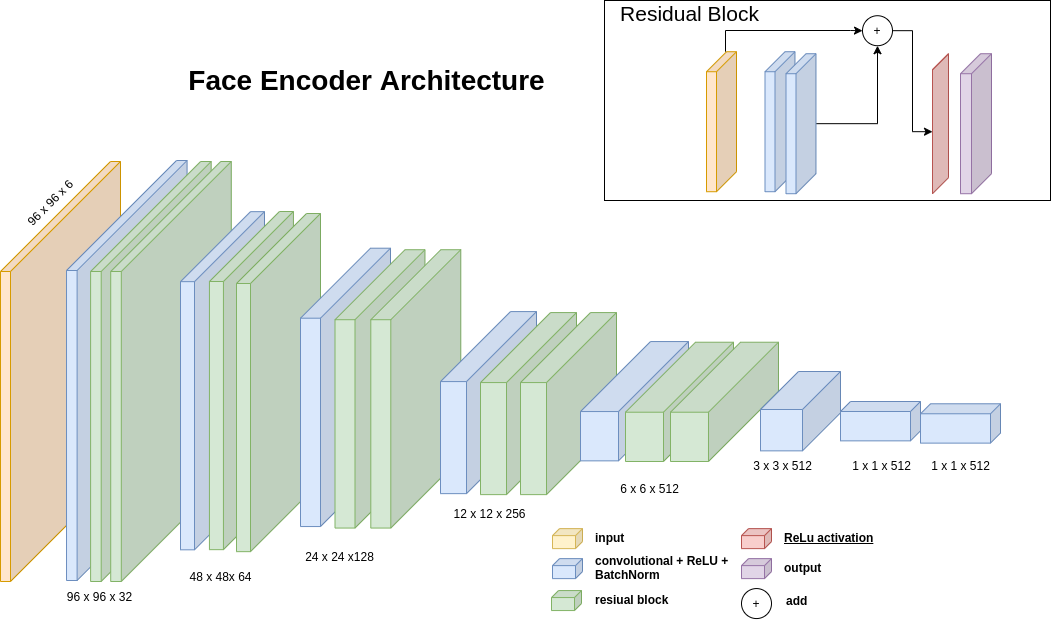 Residual Block
+
Face Encoder Architecture
96 x 96 x 6
96 x 96 x 32
48 x 48x 64
24 x 24 x128
12 x 12 x 256
6 x 6 x 512
3 x 3 x 512
1 x 1 x 512
1 x 1 x 512
input
convolutional + ReLU +
BatchNorm
resiual block
ReLu activation
output
+
add